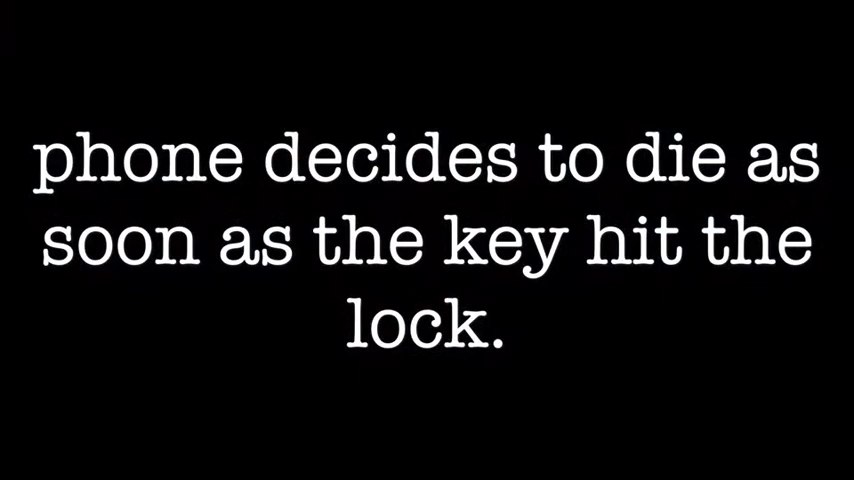 phone decides to die as
soon as the key hit the
lock.